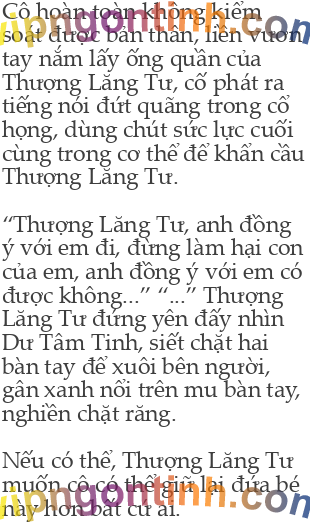 Cô hoàn toàn không kiểm
soát được bản thân, liền vươn
tay nắm lấy ống quần của
Thượng Lăng Tư, cố phát ra
tiếng nói đứt quãng trong cổ
họng, dùng chút sức lực cuối
cùng trong cơ thể để khẩn cầu
Thượng Lăng Tư.
“Thượng Lăng Tư, anh đồng
ý với em đi, đừng làm hại con
của em, anh đồng ý với em có
được không...” “...” Thượng
Lăng Tư đứng yên đấy nhìn
Dư Tâm Tinh, siết chặt hai
bàn tay để xuôi bên người,
gân xanh nổi trên mu bàn tay,
nghiền chặt răng.
Nếu có thể, Thượng Lăng Tư
muốn cô có thể giữ lại đứa bé
này hơn bất cứ ai.
vipngontinh.com
vipngontinh.com